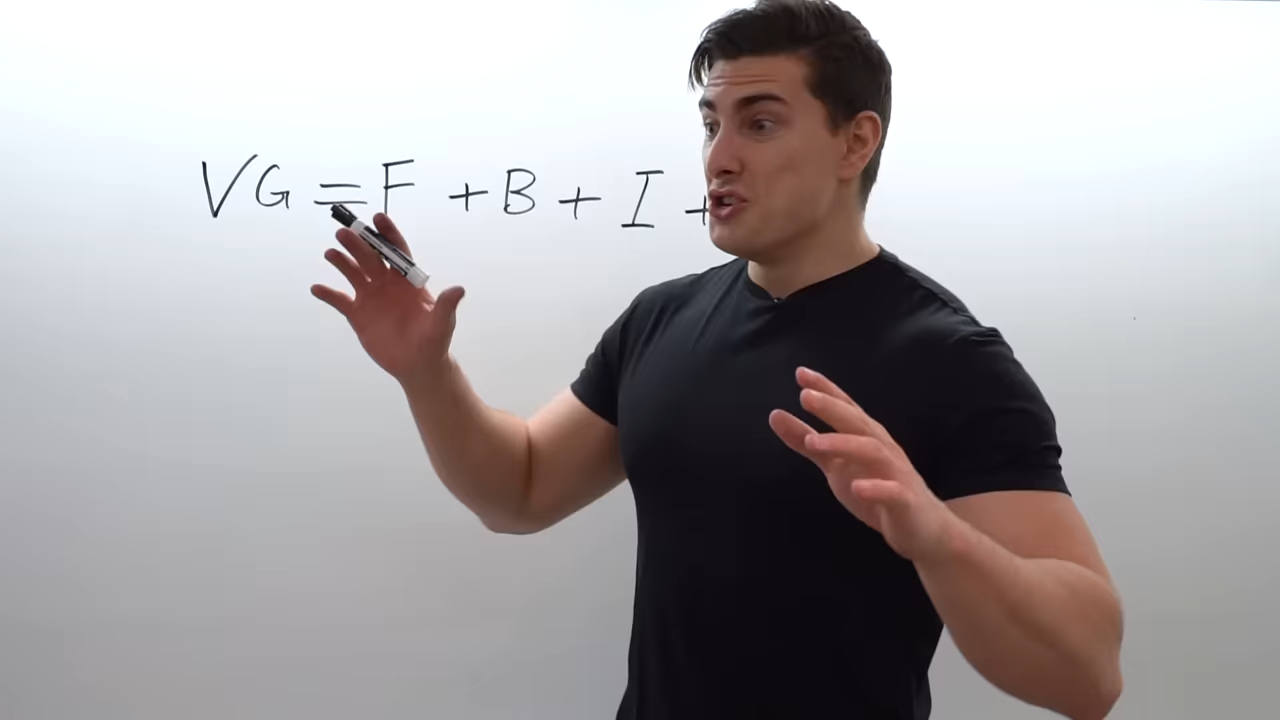 VG = F + B + I +